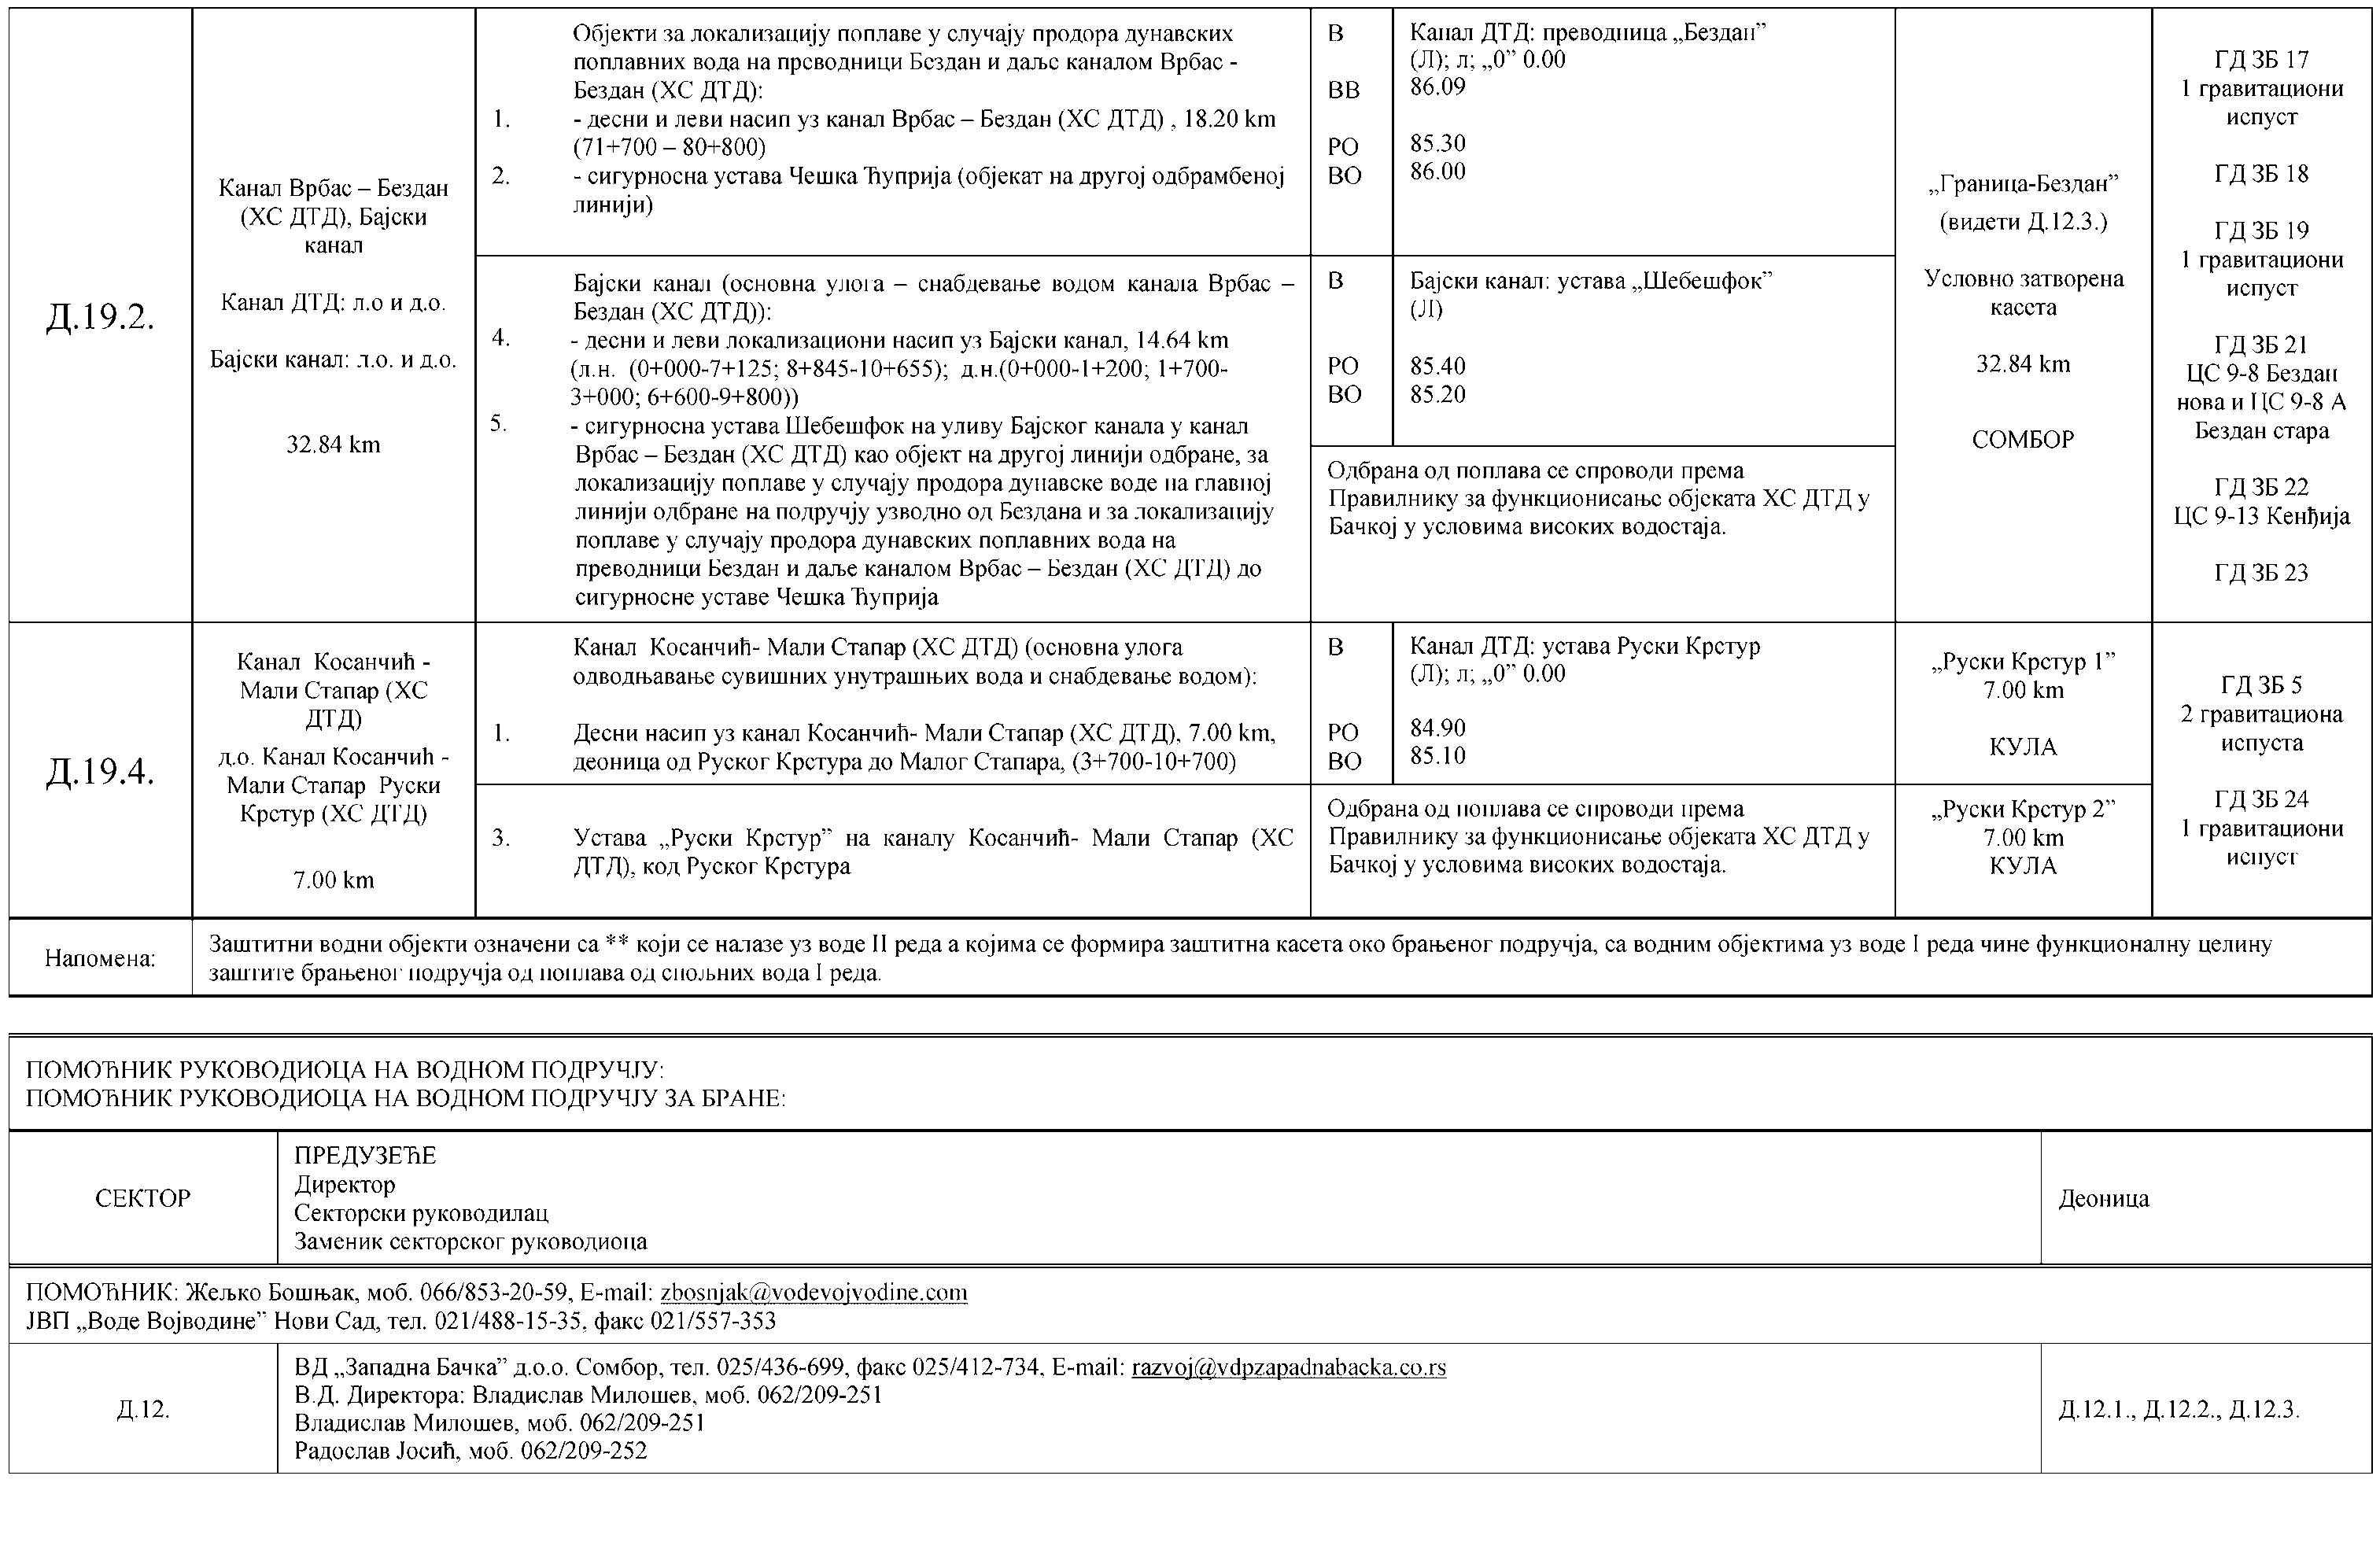 Д.19.2.
Канал Врбас – Бездан
(ХС ДТД), Бајски
канал
Канал ДТД: л.о и д.о.
Бајски канал: л.о. и д.о.
32.84 km
Објекти за локализацију поплаве у случају продора дунавских
поплавних вода на преводници Бездан и даље каналом Врбас -
Бездан (ХС ДТД):
1. - десни и леви насип уз канал Врбас – Бездан (ХС ДТД) , 18.20 km
(71+700 – 80+800)
2. - сигурносна устава Чешка Ћуприја (објекат на другој одбрамбеној
линији)
В Канал ДТД: преводница „Бездан”
(Л); л; „0” 0.00
ВВ 86.09
РО 85.30
ВО 86.00
Бајски канал (основна улога – снабдевање водом канала Врбас –
Бездан (ХС ДТД)):
4. - десни и леви локализациони насип уз Бајски канал, 14.64 km
(л.н. (0+000-7+125; 8+845-10+655); д.н.(0+000-1+200; 1+700-
3+000; 6+600-9+800))
5. - сигурносна устава Шебешфок на уливу Бајског канала у канал
Врбас – Бездан (ХС ДТД) као објект на другој линији одбране, за
локализацију поплаве у случају продора дунавске воде на главној
линији одбране на подручју узводно од Бездана и за локализацију
поплаве у случају продора дунавских поплавних вода на
преводници Бездан и даље каналом Врбас – Бездан (ХС ДТД) до
сигурносне уставе Чешка Ћуприја
В Бајски канал: устава „Шебешфок”
(Л)
РО 85.40
ВО 85.20
Одбрана од поплава се спроводи према
Правилнику за функционисање објеката ХС ДТД у
Бачкој у условима високих водостаја.
„Граница-Бездан”
(видети Д.12.3.)
Условно затворена
касета
32.84 km
СОМБОР
ГД ЗБ 17
1 гравитациони
испуст
ГД ЗБ 18
ГД ЗБ 19
1 гравитациони
испуст
ГД ЗБ 21
ЦС 9-8 Бездан
нова и ЦС 9-8 А
Бездан стара
ГД ЗБ 22
ЦС 9-13 Кенђија
ГД ЗБ 23
Д.19.4.
Канал Косанчић -
Мали Стапар (ХС
ДТД)
д.о. Канал Косанчић -
Мали Стапар Руски
Крстур (ХС ДТД)
7.00 km
Канал Косанчић- Мали Стапар (ХС ДТД) (основна улога
одводњавање сувишних унутрашњих вода и снабдевање водом):
1. Десни насип уз канал Косанчић- Мали Стапар (ХС ДТД), 7.00 km,
деоница од Руског Крстура до Малог Стапара, (3+700-10+700)
В Канал ДТД: устава Руски Крстур
(Л); л; „0” 0.00
РО 84.90
ВО 85.10
„Руски Крстур 1”
7.00 km
КУЛА
3. Устава „Руски Крстур” на каналу Косанчић- Мали Стапар (ХС
ДТД), код Руског Крстура
Одбрана од поплава се спроводи према
Правилнику за функционисање објеката ХС ДТД у
Бачкој у условима високих водостаја.
„Руски Крстур 2”
7.00 km
КУЛА
ГД ЗБ 5
2 гравитациона
испуста
ГД ЗБ 24
1 гравитациони
испуст
Напомена:
Заштитни водни објекти означени са ** који се налазе уз воде II реда а којима се формира заштитна касета око брањеног подручја, са водним објектима уз воде I реда чине функционалну целину
заштите брањеног подручја од поплава од спољних вода I реда.
ПОМОЋНИК РУКОВОДИОЦА НА ВОДНОМ ПОДРУЧЈУ:
ПОМОЋНИК РУКОВОДИОЦА НА ВОДНОМ ПОДРУЧЈУ ЗА БРАНЕ:
СЕКТОР
ПРЕДУЗЕЋЕ
Директор
Секторски руководилац
Заменик секторског руководиоца
Деоница
ПОМОЋНИК: Жељко Бошњак, моб. 066/853-20-59, E-mail: zbosnjak@vodevojvodine.com
ЈВП „Воде Војводине” Нови Сад, тел. 021/488-15-35, факс 021/557-353
Д.12.
ВД „Западна Бачка” д.о.о. Сомбор, тел. 025/436-699, факс 025/412-734, E-mail: razvoj@vdpzapadnabacka.co.rs
В.Д. Директора: Владислав Милошев, моб. 062/209-251
Владислав Милошев, моб. 062/209-251
Радослав Јосић, моб. 062/209-252
Д.12.1., Д.12.2., Д.12.3.